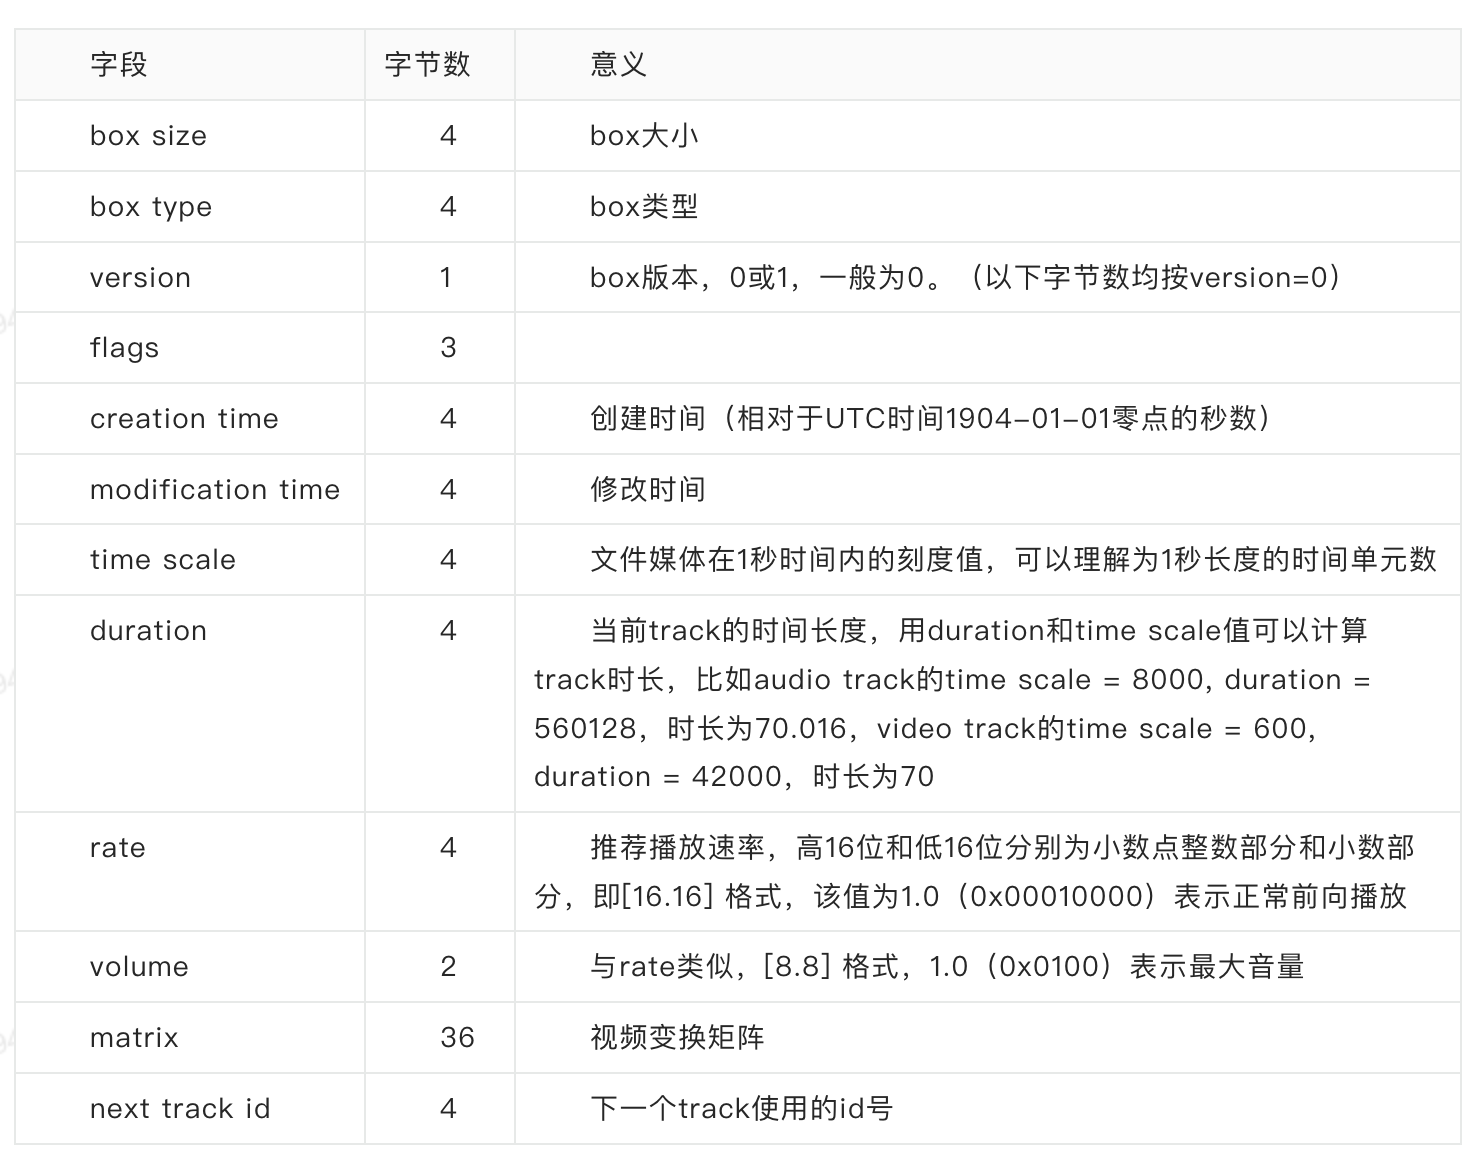 字段 字节数 意义
box size 4 box大小
box type 4 box类型
version 1 box版本，0或1，一般为0。（以下字节数均按version=0）
flags 3
creation time 4 创建时间（相对于UTC时间1904-01-01零点的秒数）
modification time 4 修改时间
time scale 4 文件媒体在1秒时间内的刻度值，可以理解为1秒长度的时间单元数
duration 4 当前track的时间长度，用duration和time scale值可以计算
track时长，比如audio track的time scale = 8000, duration =
560128，时长为70.016，video track的time scale = 600,
duration = 42000，时长为70
rate 4 推荐播放速率，高16位和低16位分别为小数点整数部分和小数部
分，即[16.16] 格式，该值为1.0（0x00010000）表示正常前向播放
volume 2 与rate类似，[8.8] 格式，1.0（0x0100）表示最大音量
matrix 36 视频变换矩阵
next track id 4 下一个track使用的id号